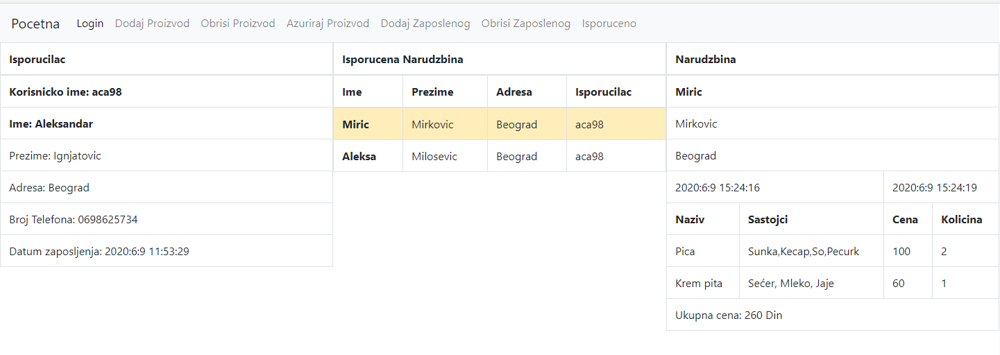 Pocetna Login Dodaj Proizvod Obrisi Proizvod Azuriraj Proizvod Dodaj Zaposlenog Obrisi Zaposlenog Isporuceno
Isporucilac
Korisnicko ime: aca98
Ime: Aleksandar
Prezime: Ignjatovic
Adresa: Beograd
Broj Telefona: 0698625734
Datum zaposljenja: 2020:6:9 11:53:29
Isporucena Narudzbina
Ime Prezime Adresa Isporucilac
Miric Mirkovic Beograd aca98
Aleksa Milosevic Beograd aca98
Narudzbina
Miric
Mirkovic
Beograd
2020:6:9 15:24:16 2020:6:9 15:24:19
Naziv Sastojci Cena Kolicina
Pica Sunka,Kecap,So,Pecurk 100 2
Krem pita Sećer, Mleko, Jaje 60 1
Ukupna cena: 260 Din